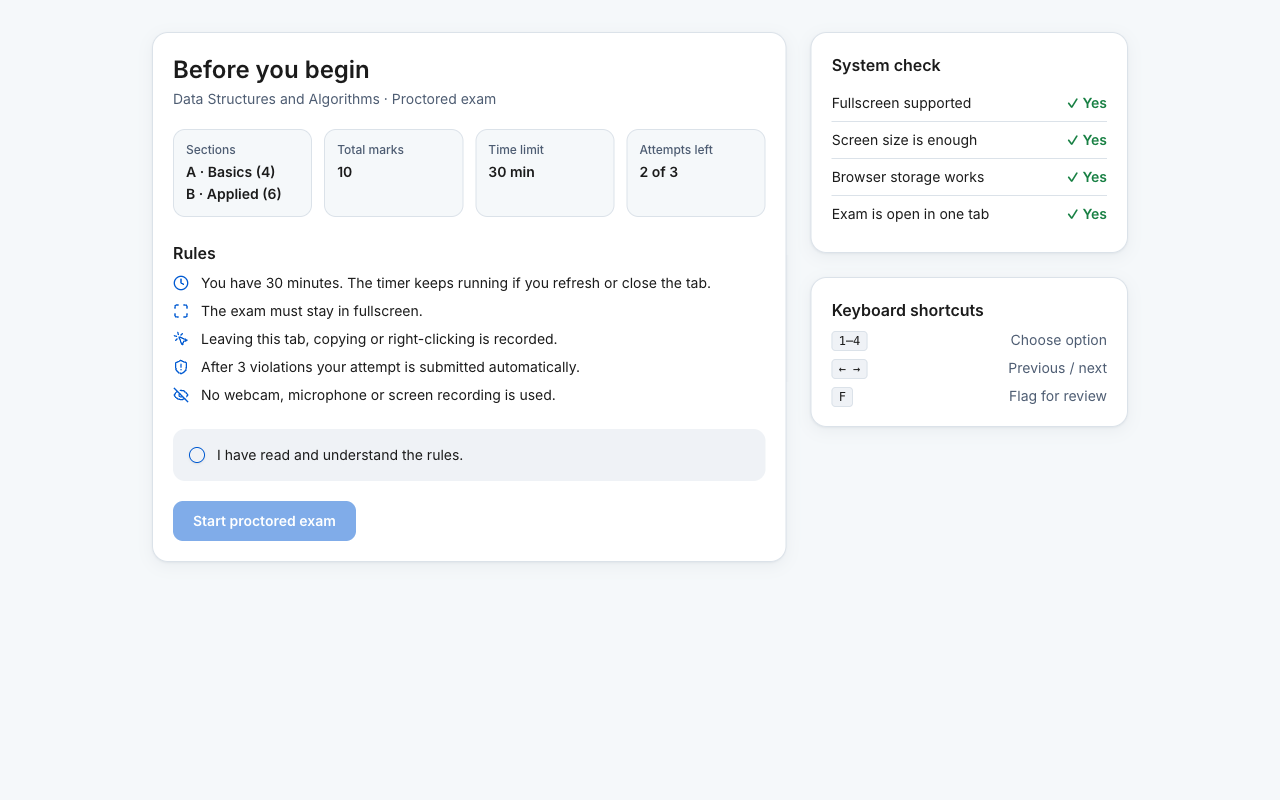 Before you begin
Data Structures and Algorithms · Proctored exam
Sections
A · Basics (4)
B · Applied (6)
Total marks
10
Time limit
30 min
Attempts left
2 of 3
Rules
You have 30 minutes. The timer keeps running if you refresh or close the tab.
The exam must stay in fullscreen.
Leaving this tab, copying or right-clicking is recorded.
After 3 violations your attempt is submitted automatically.
No webcam, microphone or screen recording is used.
I have read and understand the rules.
Start proctored exam
System check
Fullscreen supported ✓ Yes
Screen size is enough ✓ Yes
Browser storage works ✓ Yes
Exam is open in one tab ✓ Yes
Keyboard shortcuts
1–4 Choose option
← → Previous / next
F Flag for review